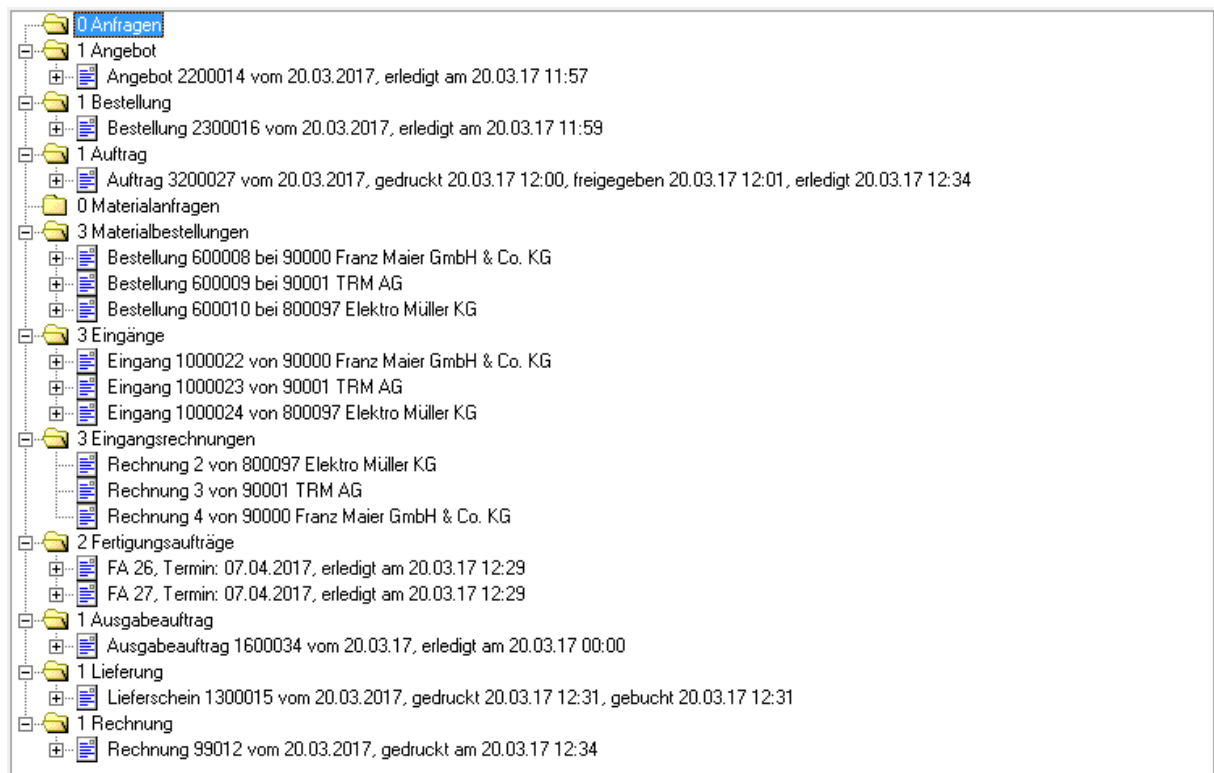 0 Anfragen
1 Angebot
Angebot 2200014 vom 20.03.2017, erledigt am 20.03.17 11:57
1 Bestellung
Bestellung 2300016 vom 20.03.2017, erledigt am 20.03.17 11:59
1 Auftrag
Auftrag 3200027 vom 20.03.2017, gedruckt 20.03.17 12:00, freigegeben 20.03.17 12:01, erledigt 20.03.17 12:34
0 Materialanfragen
3 Materialbestellungen
Bestellung 600008 bei 90000 Franz Maier GmbH & Co. KG
Bestellung 600009 bei 90001 TRM AG
Bestellung 600010 bei 800097 Elektro Müller KG
3 Eingänge
Eingang 1000022 von 90000 Franz Maier GmbH & Co. KG
Eingang 1000023 von 90001 TRM AG
Eingang 1000024 von 800097 Elektro Müller KG
3 Eingangsrechnungen
Rechnung 2 von 800097 Elektro Müller KG
Rechnung 3 von 90001 TRM AG
Rechnung 4 von 90000 Franz Maier GmbH & Co. KG
2 Fertigungsaufträge
FA 26, Termin: 07.04.2017, erledigt am 20.03.17 12:29
FA 27, Termin: 07.04.2017, erledigt am 20.03.17 12:29
1 Ausgabeauftrag
Ausgabeauftrag 1600034 vom 20.03.17, erledigt am 20.03.17 00:00
1 Lieferung
Lieferschein 1300015 vom 20.03.2017, gedruckt 20.03.17 12:31, gebucht 20.03.17 12:31
1 Rechnung
Rechnung 99012 vom 20.03.2017, gedruckt am 20.03.17 12:34